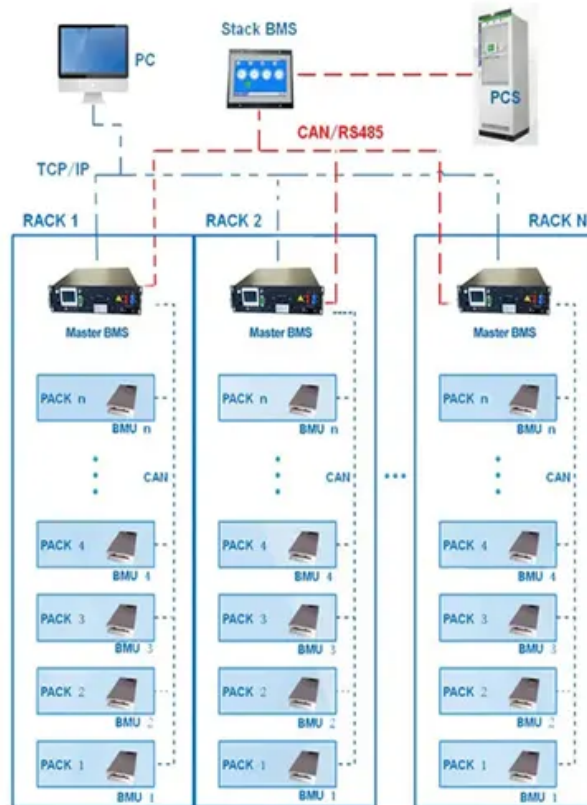 PC
Stack BMS
PCS
CAN/RS485
TCP/IP
RACK 1
RACK 2
RACK N
Master BMS
Master BMS
Master BMS
PACK n
BMU n
PACK n
BMU n
PACK n
BMU n
CAN
CAN
CAN
PACK 4
BMU 4
PACK 4
BMU 4
PACK 4
BMU 4
PACK 3
BMU 3
PACK 3
BMU 3
PACK 3
BMU 3
PACK 2
BMU 2
PACK 2
BMU 2
PACK 2
BMU 2
PACK 1
BMU 1
PACK 1
BMU 1
PACK 1
BMU 1